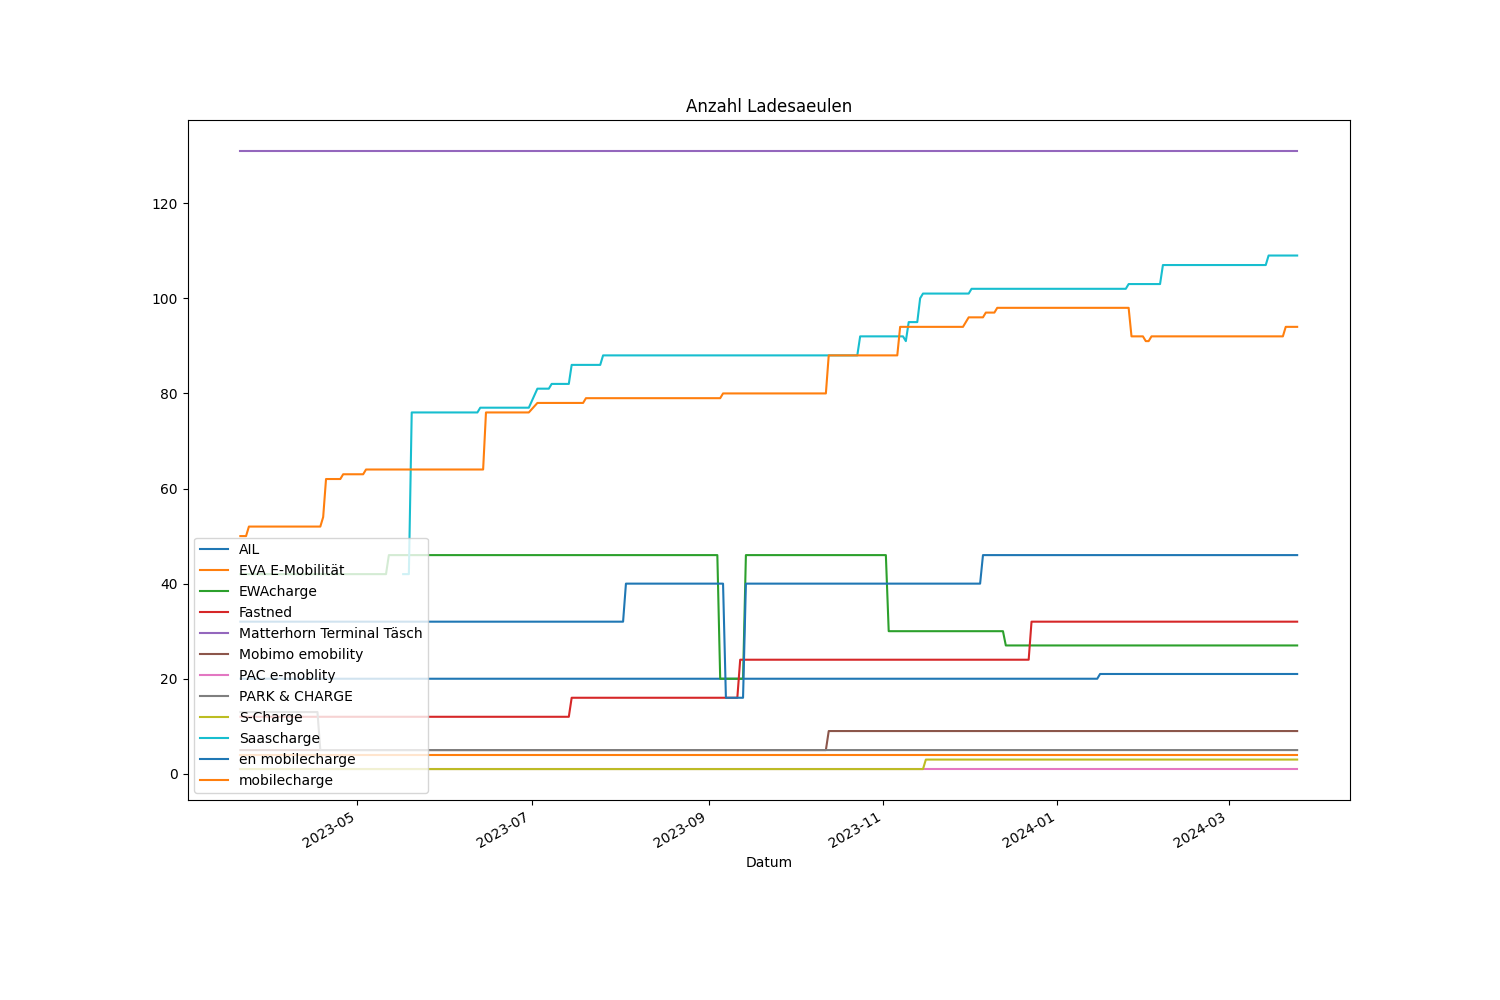 Anzahl Ladesaeulen
120
100
80
60
40
20
0
AIL
EVA E-Mobilität
EWAcharge
Fastned
Matterhorn Terminal Täsch
Mobimo emobility
PAC e-moblity
PARK & CHARGE
S-Charge
Saascharge
en mobilecharge
mobilecharge
2023-05
2023-07
2023-09
2023-11
2024-01
2024-03
Datum